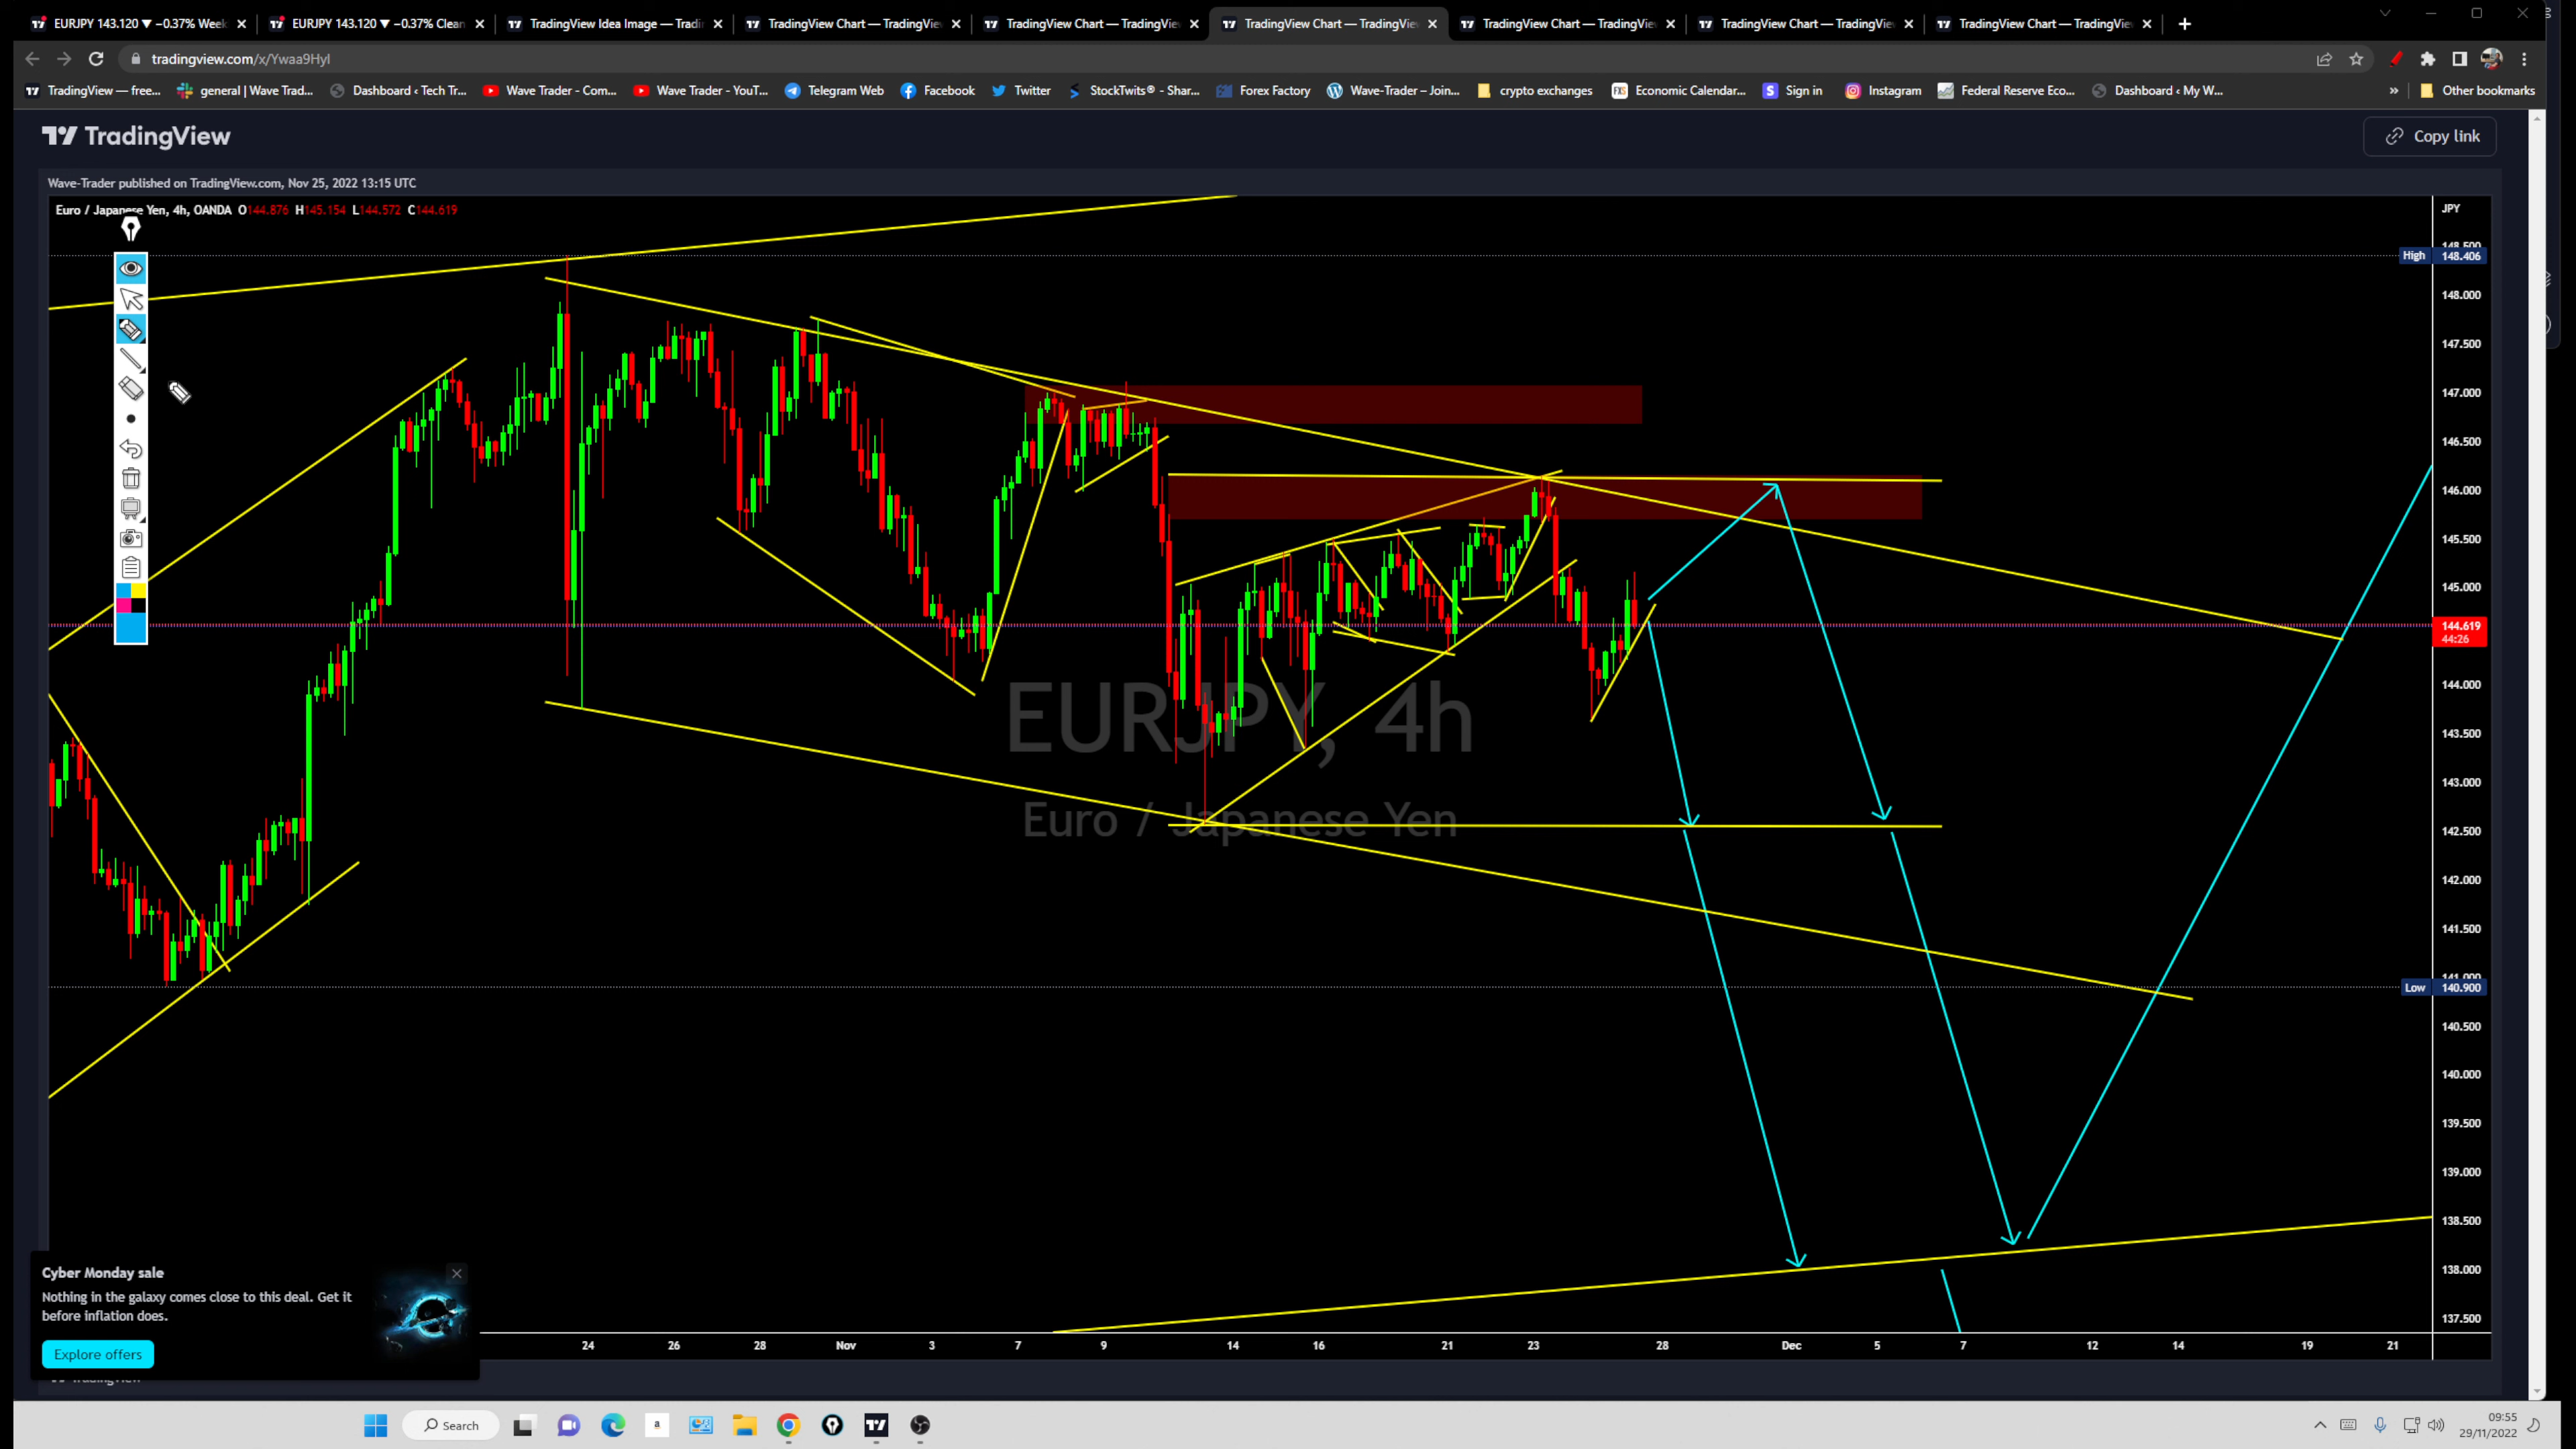 EURJPY 143.120 ▼ −0.37% Week
EURJPY 143.120 ▼ −0.37% Clean
TradingView Idea Image — Tradi
TradingView Chart — TradingVie
TradingView Chart — TradingVie
TradingView Chart — TradingVie
TradingView Chart — TradingVie
TradingView Chart — TradingVie
TradingView Chart — TradingVie
tradingview.com/x/Ywaa9HyI
TradingView — free...
general | Wave Trad...
Dashboard ‹ Tech Tr...
Wave Trader - Com...
Wave Trader - YouT...
Telegram Web
Facebook
Twitter
StockTwits® - Shar...
Forex Factory
Wave-Trader – Join...
crypto exchanges
Economic Calendar...
Sign in
Instagram
Federal Reserve Eco...
Dashboard ‹ My W...
»
Other bookmarks
TradingView
Copy link
Wave-Trader published on TradingView.com, Nov 25, 2022 13:15 UTC
Euro / Japanese Yen, 4h, OANDA O144.876 H145.154 L144.572 C144.619
JPY
148.500
High 148.406
148.000
147.500
147.000
146.500
146.000
145.500
145.000
144.619
44:26
144.000
143.500
143.000
142.500
142.000
141.500
141.000
Low 140.900
140.500
140.000
139.500
139.000
138.500
138.000
137.500
EURJPY, 4h
Euro / Japanese Yen
Cyber Monday sale
Nothing in the galaxy comes close to this deal. Get it
before inflation does.
Explore offers
24 26 28 Nov 3 7 9 14 16 21 23 28 Dec 5 7 12 14 19 21
TradingView
Search
a
09:55
29/11/2022